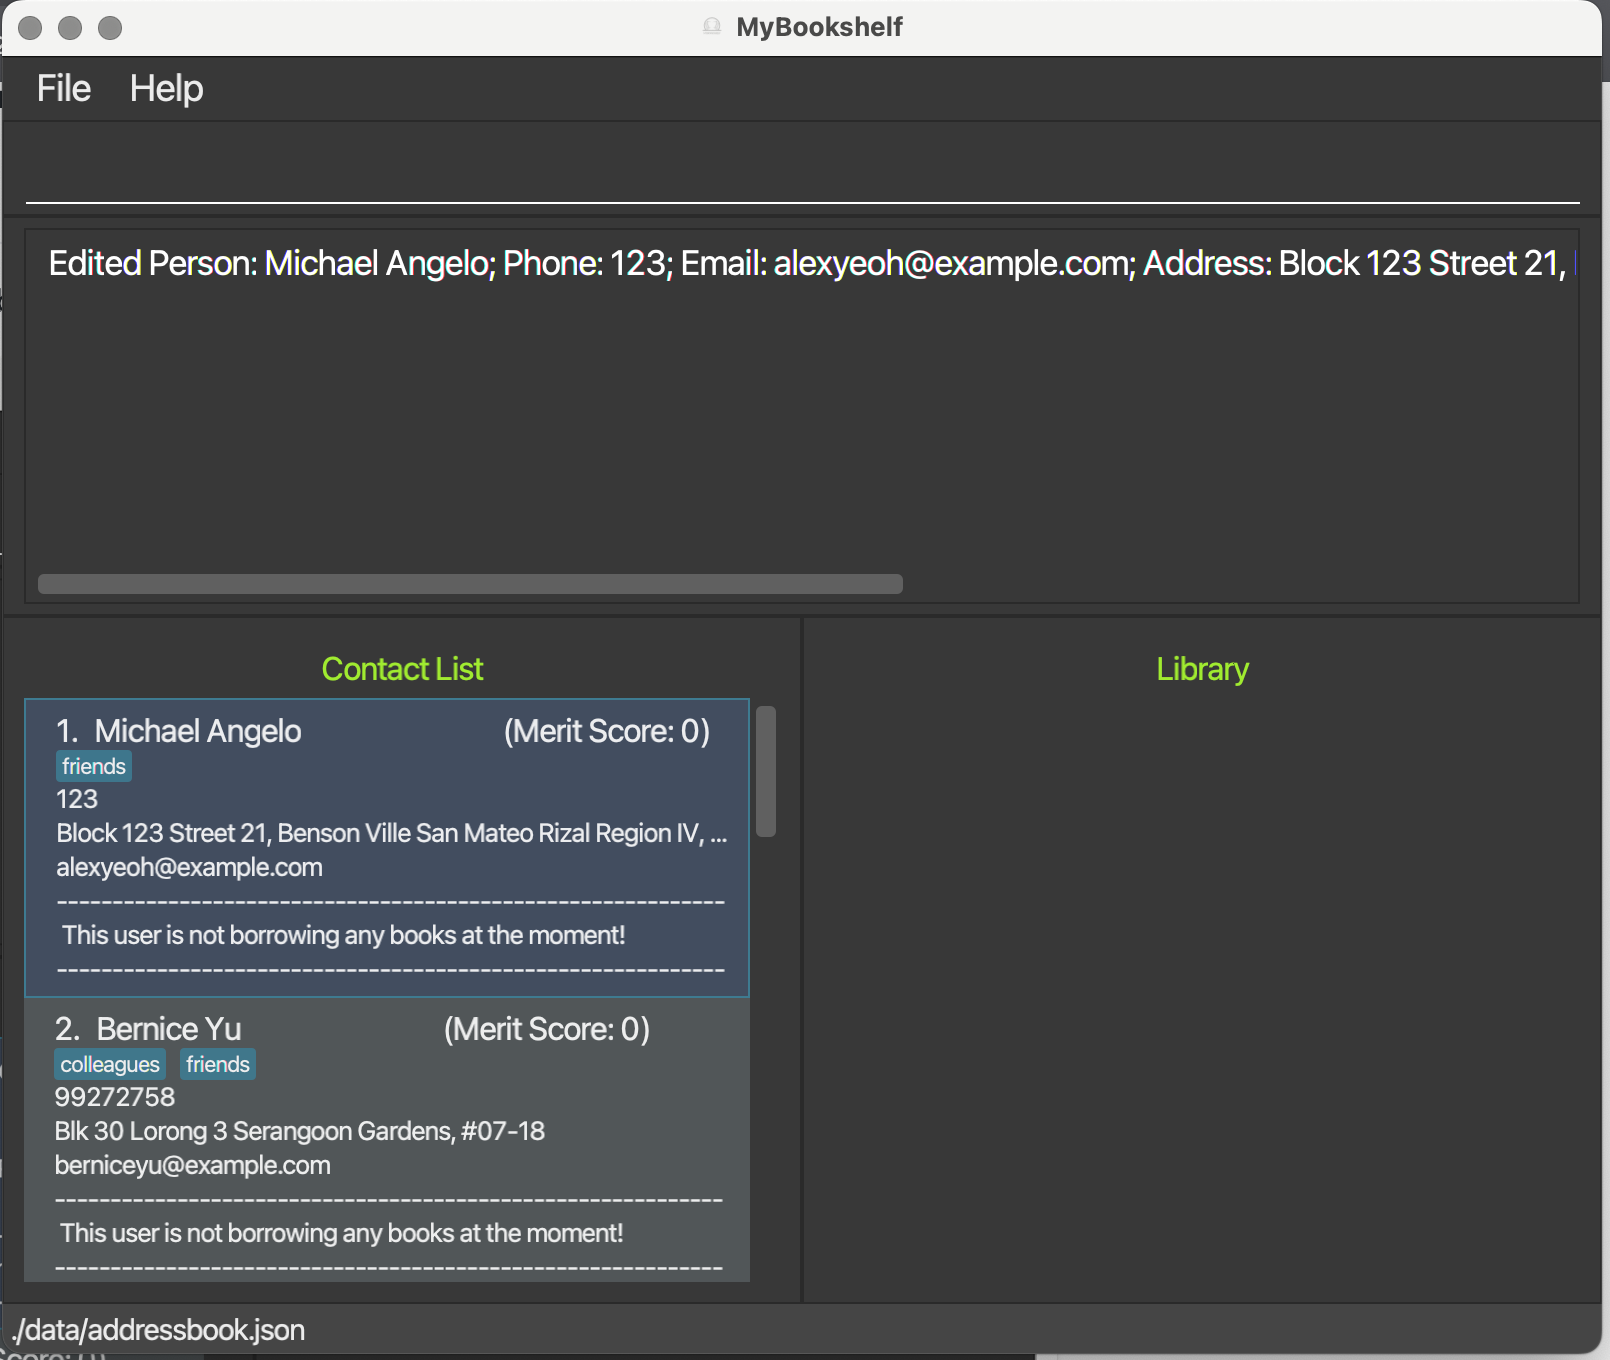 MyBookshelf
File Help
Edited Person: Michael Angelo; Phone: 123; Email: alexyeoh@example.com; Address: Block 123 Street 21,
Contact List
1. Michael Angelo (Merit Score: 0)
friends
123
Block 123 Street 21, Benson Ville San Mateo Rizal Region IV, ...
alexyeoh@example.com
------------------------------------------------------------
This user is not borrowing any books at the moment!
------------------------------------------------------------
2. Bernice Yu (Merit Score: 0)
colleagues friends
99272758
Blk 30 Lorong 3 Serangoon Gardens, #07-18
berniceyu@example.com
------------------------------------------------------------
This user is not borrowing any books at the moment!
------------------------------------------------------------
Library
./data/addressbook.json